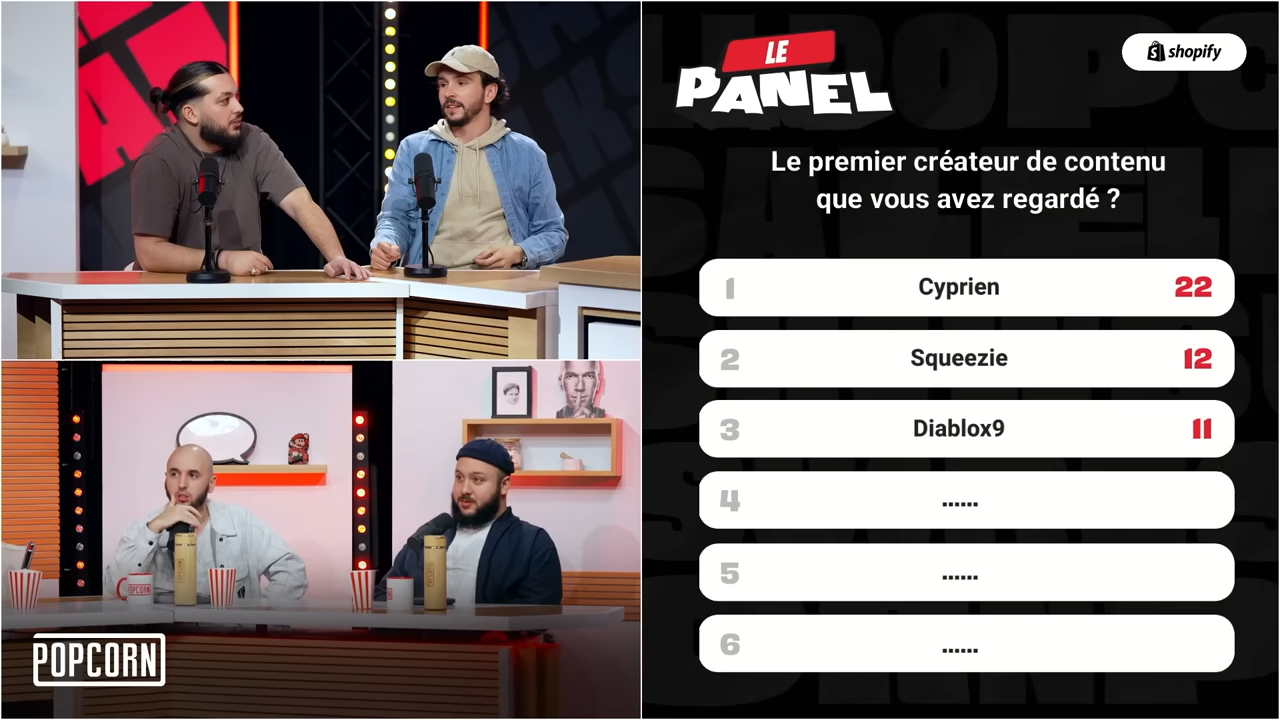 LE
PANEL
shopify
Le premier créateur de contenu
que vous avez regardé ?
1 Cyprien 22
2 Squeezie 12
3 Diablox9 11
4 ......
5 ......
6 ......
POPCORN
POPCORN